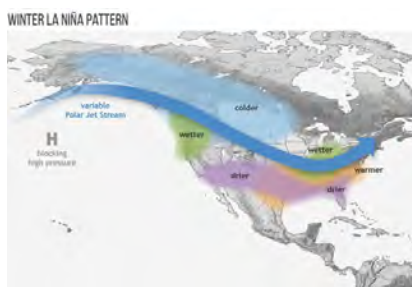 WINTER LA NIÑA PATTERN
variable
Polar Jet Stream
colder
H
blocking
high pressure
wetter
wetter
warmer
drier
drier